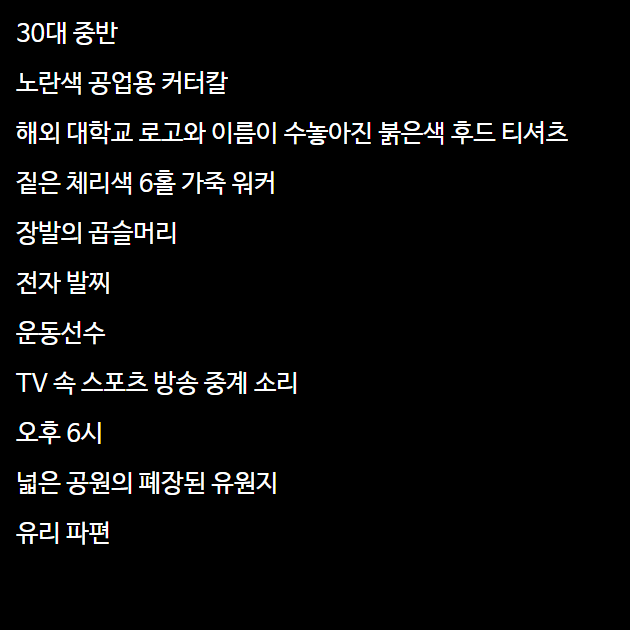 30대 중반
노란색 공업용 커터칼
해외 대학교 로고와 이름이 수놓아진 붉은색 후드 티셔츠
짙은 체리색 6홀 가죽 워커
장발의 곱슬머리
전자 발찌
운동선수
TV 속 스포츠 방송 중계 소리
오후 6시
넓은 공원의 폐장된 유원지
유리 파편